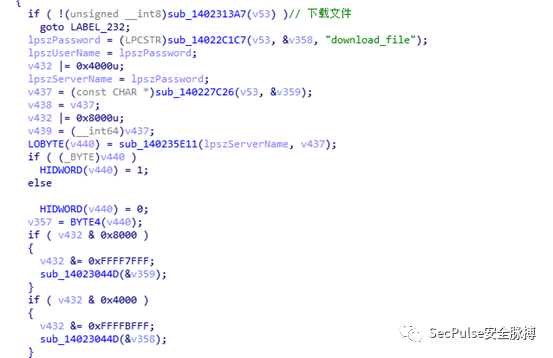 {
if ( !(unsigned __int8)sub_1402313A7(v53) )// 下载文件
goto LABEL_232;
lpszPassword = (LPCSTR)sub_14022C1C7(v53, &v358, "download_file");
lpszUserName = lpszPassword;
v432 |= 0x4000u;
lpszServerName = lpszPassword;
v437 = (const CHAR *)sub_140227C26(v53, &v359);
v438 = v437;
v432 |= 0x8000u;
v439 = (__int64)v437;
LOBYTE(v440) = sub_140235E11(lpszServerName, v437);
if ( (_BYTE)v440 )
HIDWORD(v440) = 1;
else
HIDWORD(v440) = 0;
v357 = BYTE4(v440);
if ( v432 & 0x8000 )
{
v432 &= 0xFFFF7FFF;
sub_14023044D(&v359);
}
if ( v432 & 0x4000 )
{
v432 &= 0xFFFFBFFF;
sub_14023044D(&v358);
}
SecPulse安全脉搏